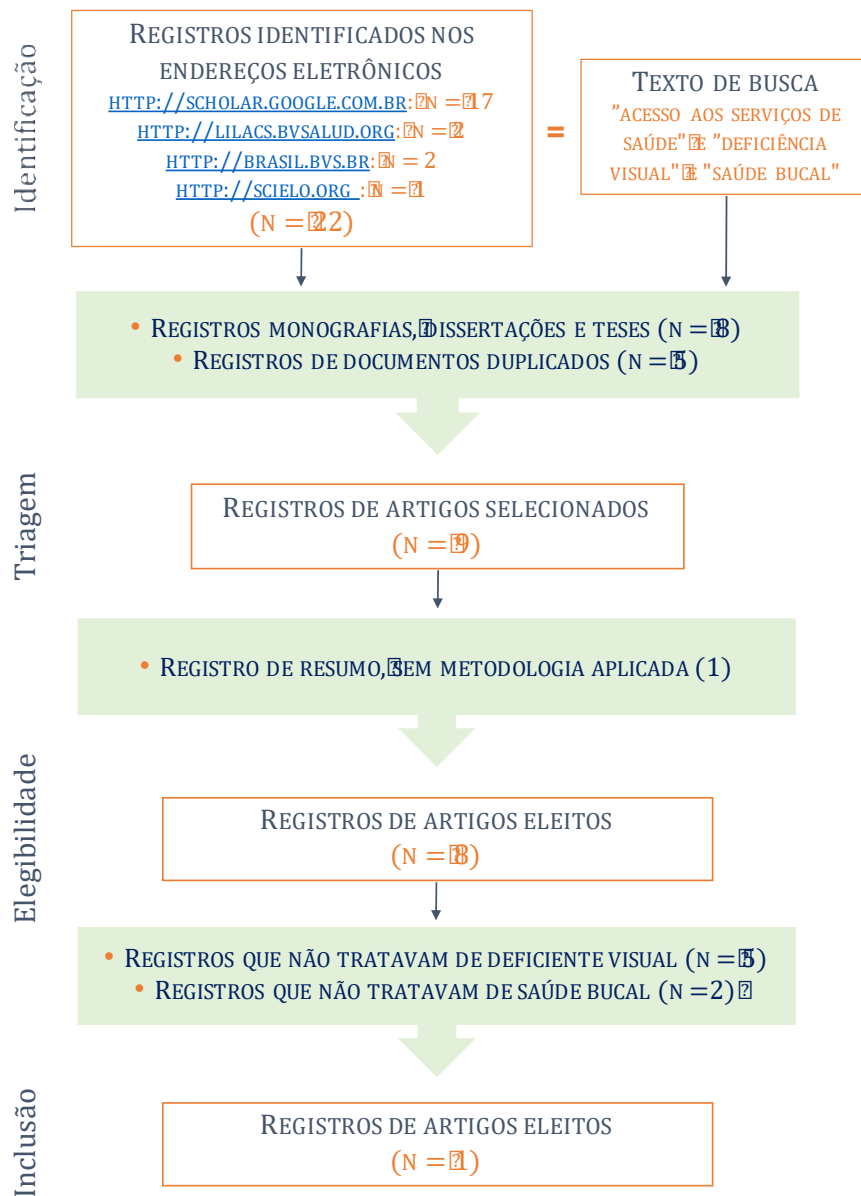 Identificação
REGISTROS IDENTIFICADOS NOS
ENDEREÇOS ELETRÔNICOS
HTTP://SCHOLAR.GOOGLE.COM.BR: N = 17
HTTP://LILACS.BVSALUD.ORG: N = 2
HTTP://BRASIL.BVS.BR: N = 2
HTTP://SCIELO.ORG : N = 1
(N = 22)
=
TEXTO DE BUSCA
"ACESSO AOS SERVIÇOS DE
SAÚDE" E "DEFICIÊNCIA
VISUAL" E "SAÚDE BUCAL"
• REGISTROS MONOGRAFIAS, DISSERTAÇÕES E TESES (N = 8)
• REGISTROS DE DOCUMENTOS DUPLICADOS (N = 5)
Triagem
REGISTROS DE ARTIGOS SELECIONADOS
(N = 9)
• REGISTRO DE RESUMO, SEM METODOLOGIA APLICADA (1)
Elegibilidade
REGISTROS DE ARTIGOS ELEITOS
(N = 8)
• REGISTROS QUE NÃO TRATAVAM DE DEFICIENTE VISUAL (N = 5)
• REGISTROS QUE NÃO TRATAVAM DE SAÚDE BUCAL (N =2)
Inclusão
REGISTROS DE ARTIGOS ELEITOS
(N = 1)